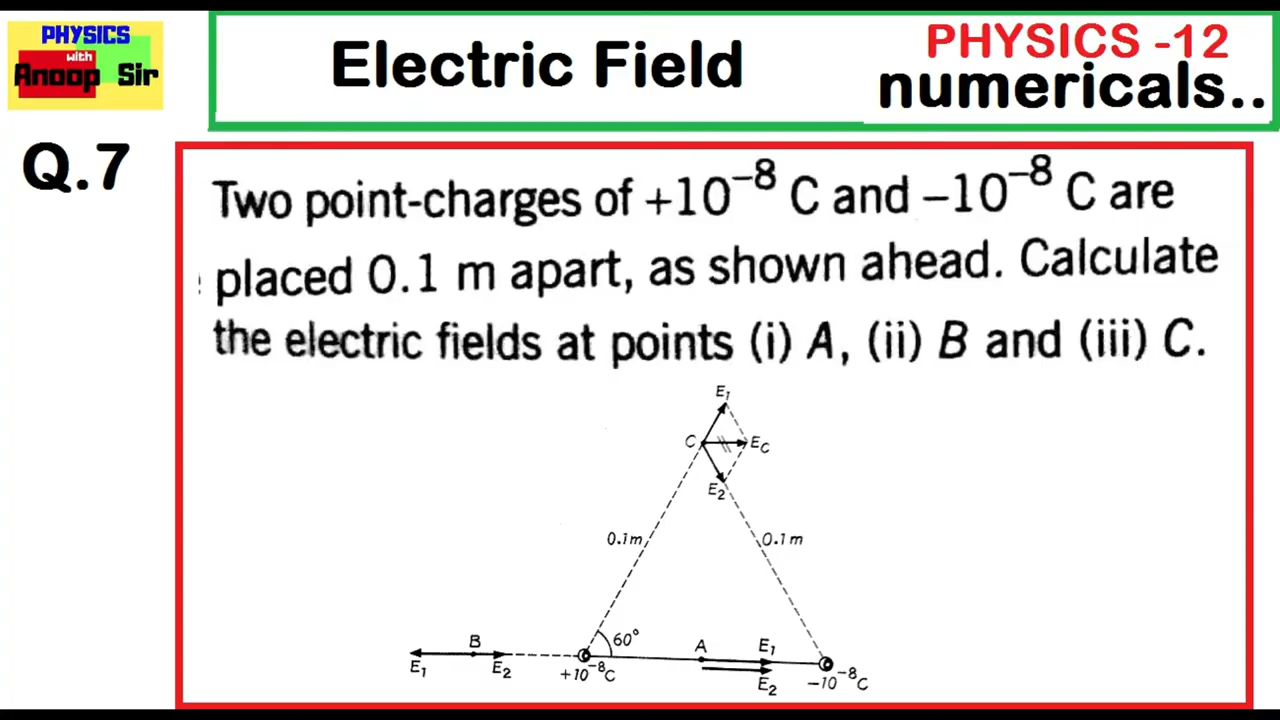 PHYSICS
with
Anoop Sir
Electric Field
PHYSICS -12
numericals..
Q.7
Two point-charges of +10⁻⁸ C and –10⁻⁸ C are
placed 0.1 m apart, as shown ahead. Calculate
the electric fields at points (i) A, (ii) B and (iii) C.
E₁
C
E_C
E₂
0.1m
0.1m
B
60°
A
E₁
E₁
E₂
+10⁻⁸C
E₂
-10⁻⁸C